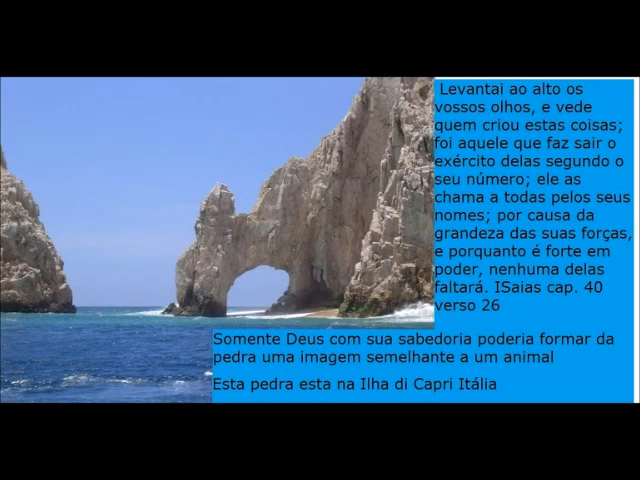 Levantai ao alto os
vossos olhos, e vede
quem criou estas coisas;
foi aquele que faz sair o
exército delas segundo o
seu número; ele as
chama a todas pelos seus
nomes; por causa da
grandeza das suas forças,
e porquanto é forte em
poder, nenhuma delas
faltará. ISaias cap. 40
verso 26
Somente Deus com sua sabedoria poderia formar da
pedra uma imagem semelhante a um animal
Esta pedra esta na Ilha di Capri Itália